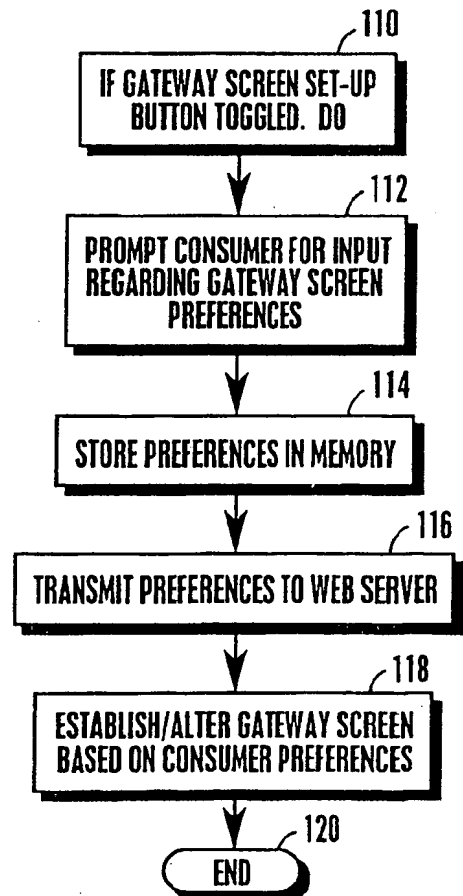 110
IF GATEWAY SCREEN SET-UP
BUTTON TOGGLED. DO
112
PROMPT CONSUMER FOR INPUT
REGARDING GATEWAY SCREEN
PREFERENCES
114
STORE PREFERENCES IN MEMORY
116
TRANSMIT PREFERENCES TO WEB SERVER
118
ESTABLISH/ALTER GATEWAY SCREEN
BASED ON CONSUMER PREFERENCES
120
END